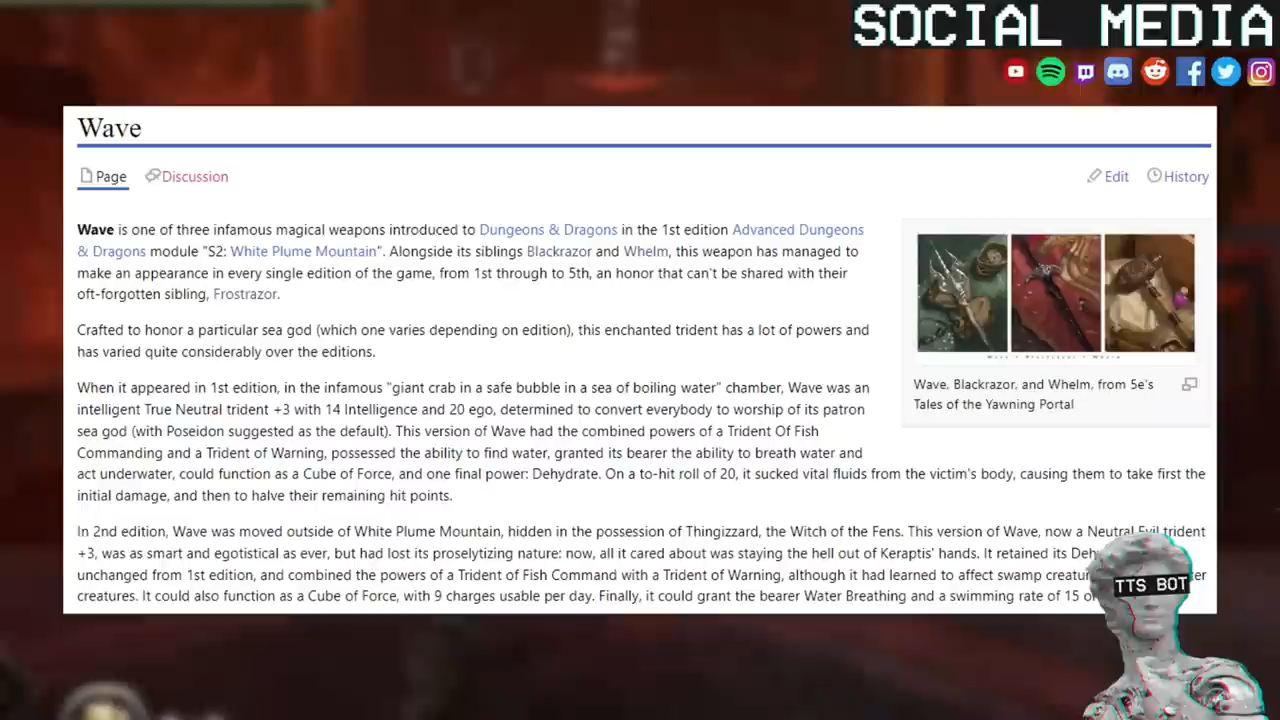 SOCIAL MEDIA
Wave
Page
Discussion
Edit
History
Wave is one of three infamous magical weapons introduced to Dungeons & Dragons in the 1st edition Advanced Dungeons
& Dragons module "S2: White Plume Mountain". Alongside its siblings Blackrazor and Whelm, this weapon has managed to
make an appearance in every single edition of the game, from 1st through to 5th, an honor that can't be shared with their
oft-forgotten sibling, Frostrazor.
Wave, Blackrazor, and Whelm, from 5e's
Tales of the Yawning Portal
Crafted to honor a particular sea god (which one varies depending on edition), this enchanted trident has a lot of powers and
has varied quite considerably over the editions.
When it appeared in 1st edition, in the infamous "giant crab in a safe bubble in a sea of boiling water" chamber, Wave was an
intelligent True Neutral trident +3 with 14 Intelligence and 20 ego, determined to convert everybody to worship of its patron
sea god (with Poseidon suggested as the default). This version of Wave had the combined powers of a Trident Of Fish
Commanding and a Trident of Warning, possessed the ability to find water, granted its bearer the ability to breath water and
act underwater, could function as a Cube of Force, and one final power: Dehydrate. On a to-hit roll of 20, it sucked vital fluids from the victim's body, causing them to take first the
initial damage, and then to halve their remaining hit points.
In 2nd edition, Wave was moved outside of White Plume Mountain, hidden in the possession of Thingizzard, the Witch of the Fens. This version of Wave, now a Neutral Evil trident
+3, was as smart and egotistical as ever, but had lost its proselytizing nature: now, all it cared about was staying the hell out of Keraptis' hands. It retained its
unchanged from 1st edition, and combined the powers of a Trident of Fish Command with a Trident of Warning, although it had learned to affect swamp
creatures. It could also function as a Cube of Force, with 9 charges usable per day. Finally, it could grant the bearer Water Breathing and a swimming rate of 15
TTS BOT